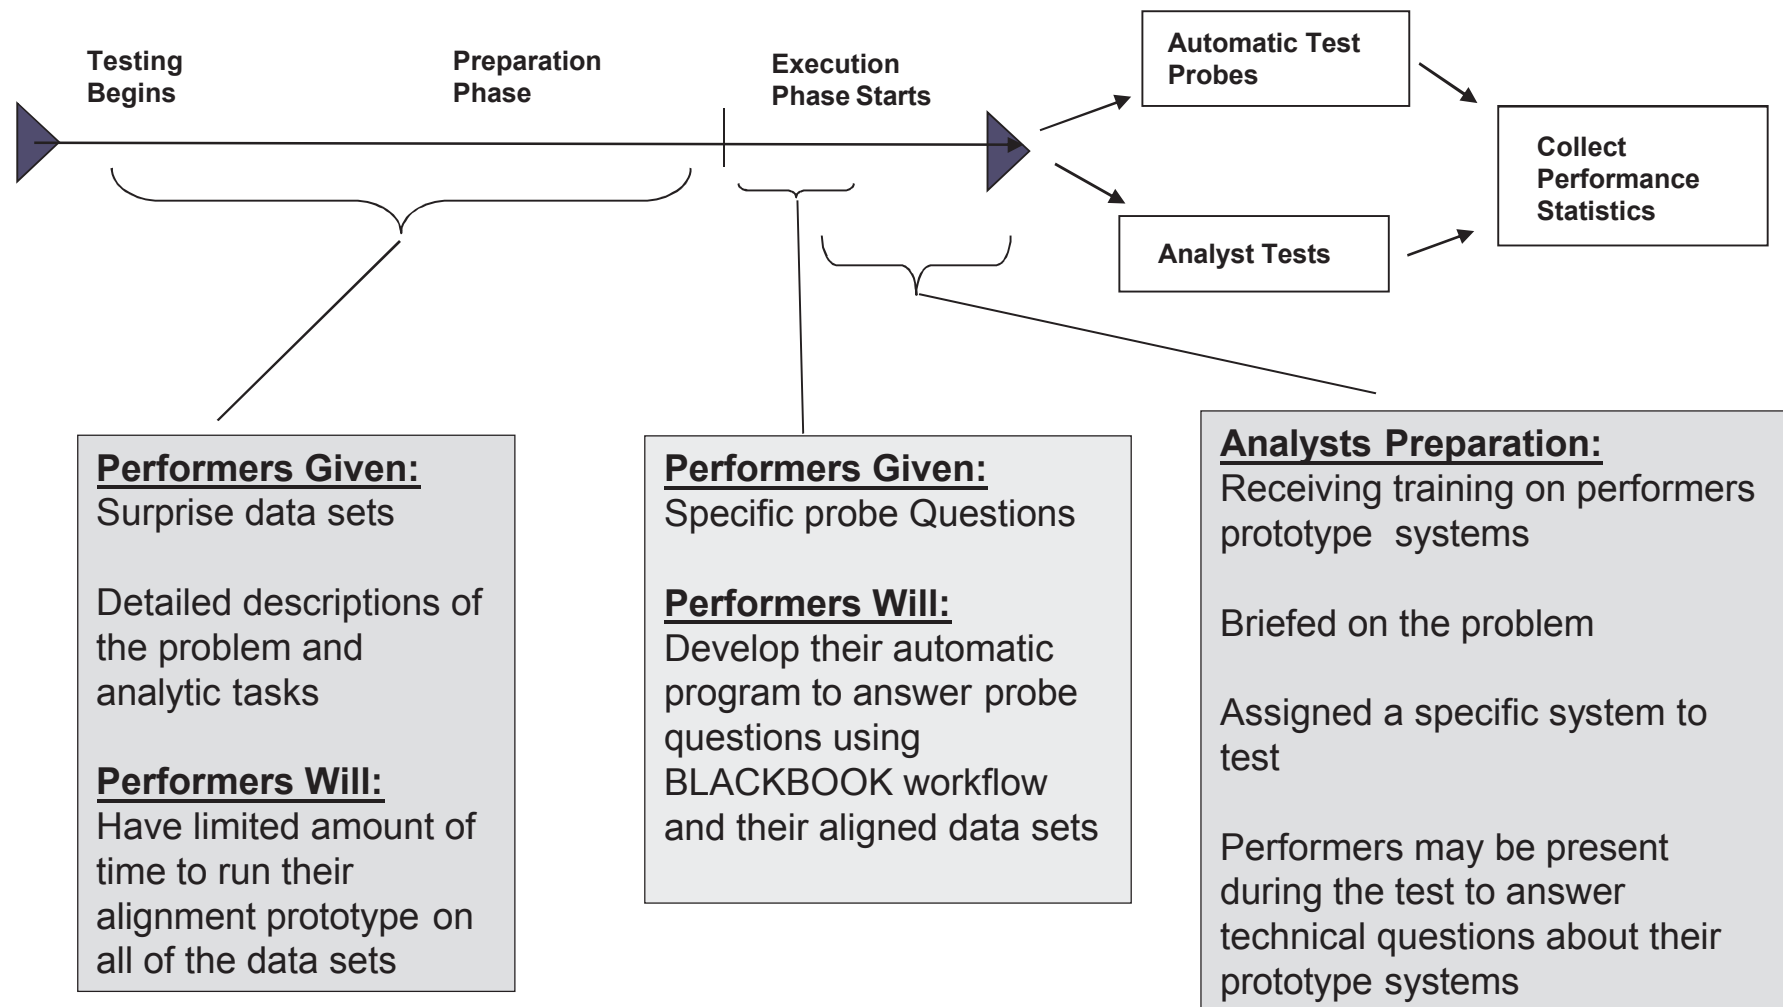 Testing
Begins
Preparation
Phase
Execution
Phase Starts
Automatic Test
Probes
Analyst Tests
Collect
Performance
Statistics
Performers Given:
Surprise data sets
Detailed descriptions of
the problem and
analytic tasks
Performers Will:
Have limited amount of
time to run their
alignment prototype on
all of the data sets
Performers Given:
Specific probe Questions
Performers Will:
Develop their automatic
program to answer probe
questions using
BLACKBOOK workflow
and their aligned data sets
Analysts Preparation:
Receiving training on performers
prototype systems
Briefed on the problem
Assigned a specific system to
test
Performers may be present
during the test to answer
technical questions about their
prototype systems